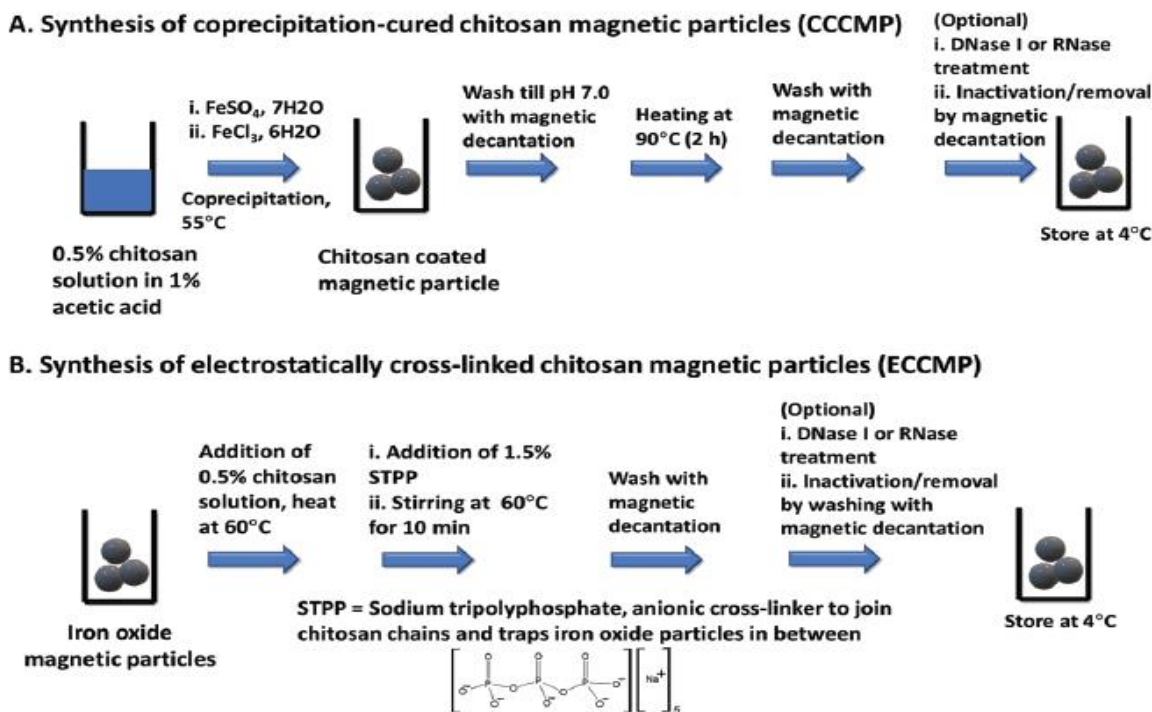 A. Synthesis of coprecipitation-cured chitosan magnetic particles (CCCMP)
i. FeSO4, 7H2O
ii. FeCl3, 6H2O
Coprecipitation,
55°C
0.5% chitosan
solution in 1%
acetic acid
Chitosan coated
magnetic particle
Wash till pH 7.0
with magnetic
decantation
Heating at
90°C (2 h)
Wash with
magnetic
decantation
(Optional)
i. DNase I or RNase
treatment
ii. Inactivation/removal
by magnetic
decantation
Store at 4°C
B. Synthesis of electrostatically cross-linked chitosan magnetic particles (ECCMP)
Iron oxide
magnetic particles
Addition of
0.5% chitosan
solution, heat
at 60°C
i. Addition of 1.5%
STPP
ii. Stirring at 60°C
for 10 min
Wash with
magnetic
decantation
(Optional)
i. DNase I or RNase
treatment
ii. Inactivation/removal
by washing with
magnetic decantation
Store at 4°C
STPP = Sodium tripolyphosphate, anionic cross-linker to join
chitosan chains and traps iron oxide particles in between
O O O
O⁻ P O P O P O⁻ Na+
O⁻ O⁻ O⁻ 5